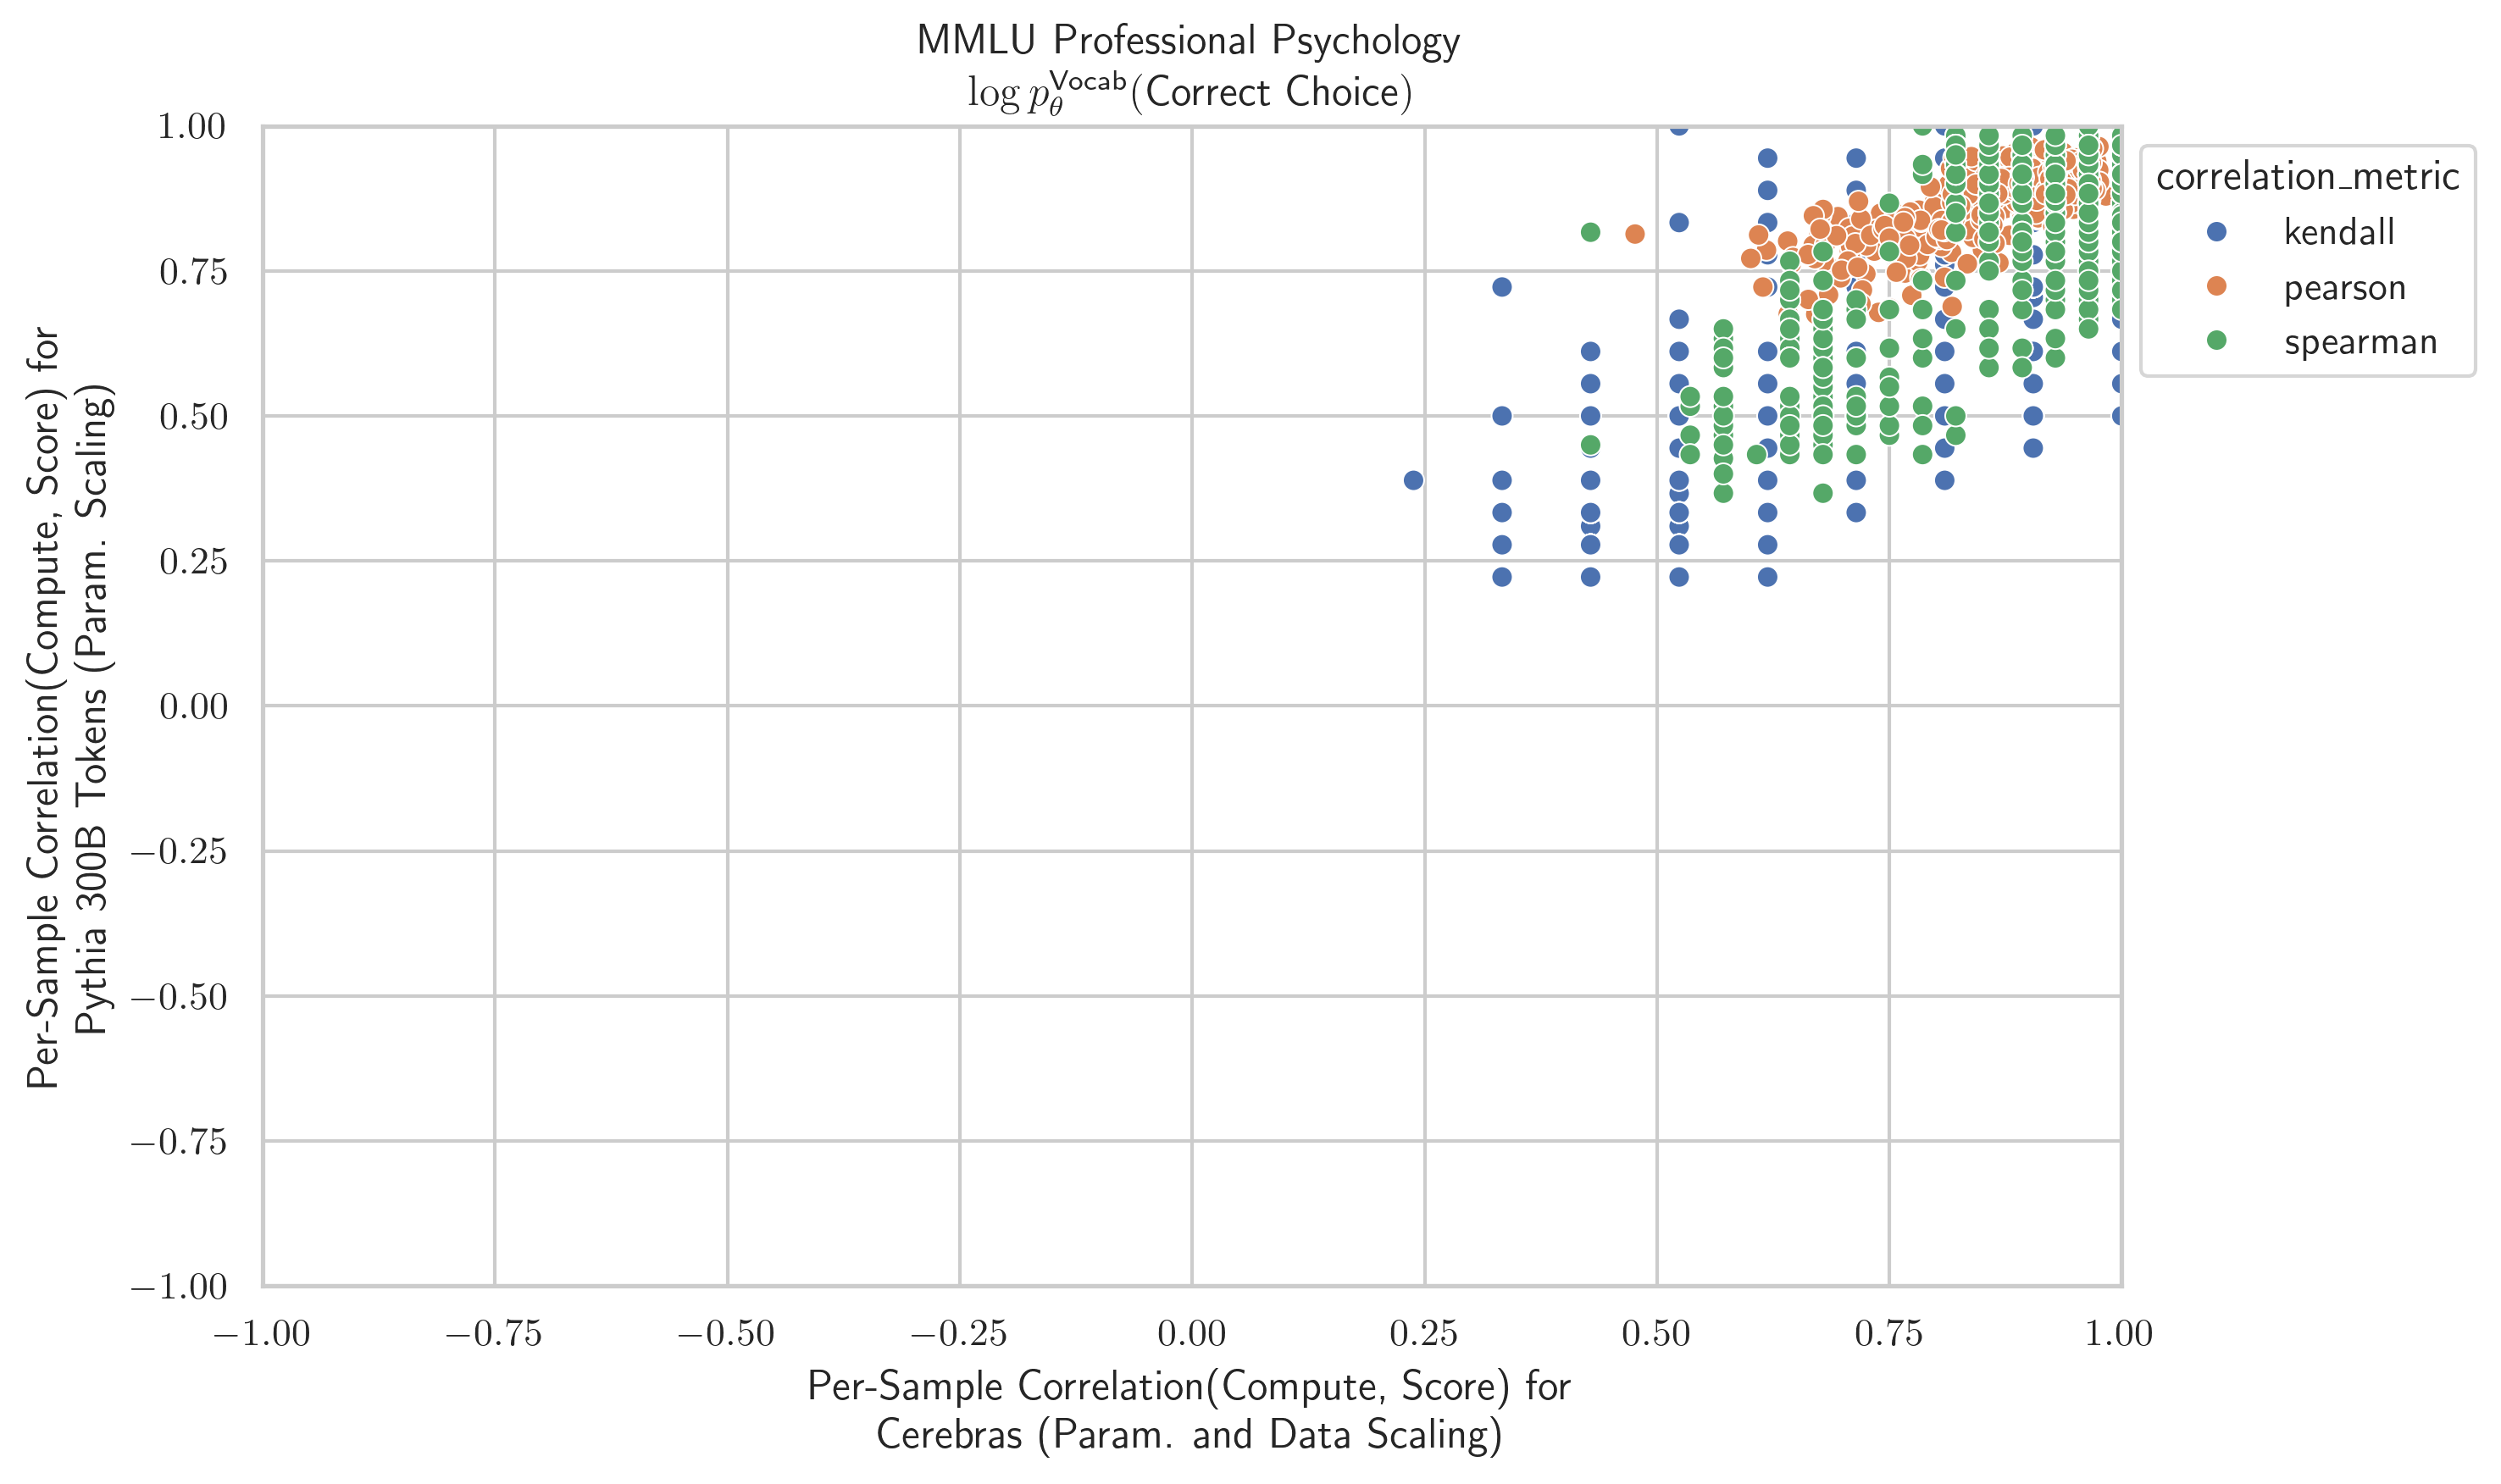 MMLU Professional Psychology
log p_θ^Vocab(Correct Choice)
1.00
0.75
0.50
0.25
0.00
−0.25
−0.50
−0.75
−1.00
Per-Sample Correlation(Compute, Score) for
Pythia 300B Tokens (Param. Scaling)
correlation_metric
kendall
pearson
spearman
−1.00 −0.75 −0.50 −0.25 0.00 0.25 0.50 0.75 1.00
Per-Sample Correlation(Compute, Score) for
Cerebras (Param. and Data Scaling)